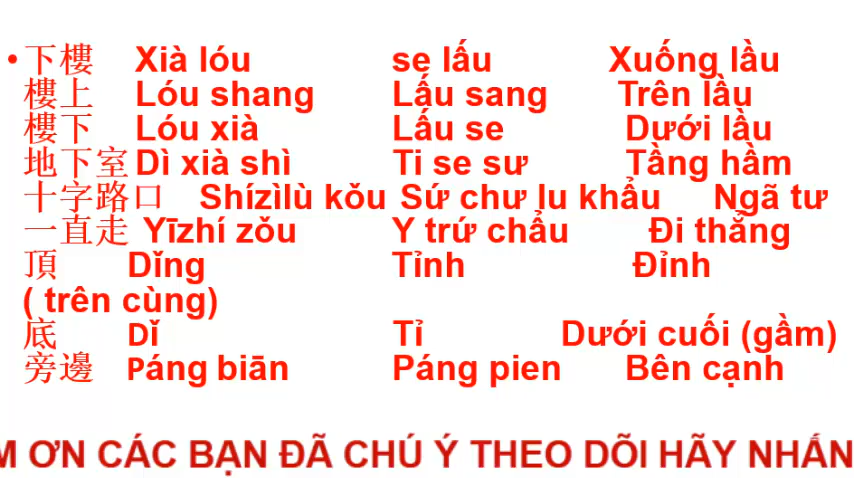 • 下樓 Xià lóu se lấu Xuống lầu
樓上 Lóu shang Lấu sang Trên lầu
樓下 Lóu xià Lấu se Dưới lầu
地下室 Dì xià shì Ti se sư Tầng hầm
十字路口 Shízìlù kǒu Sứ chư lu khẩu Ngã tư
一直走 Yīzhí zǒu Y trứ chẩu Đi thẳng
頂 Dǐng Tỉnh Đỉnh
( trên cùng)
底 Dǐ Tỉ Dưới cuối (gầm)
旁邊 Páng biān Páng pien Bên cạnh
M ƠN CÁC BẠN ĐÃ CHÚ Ý THEO DÕI HÃY NHẤN